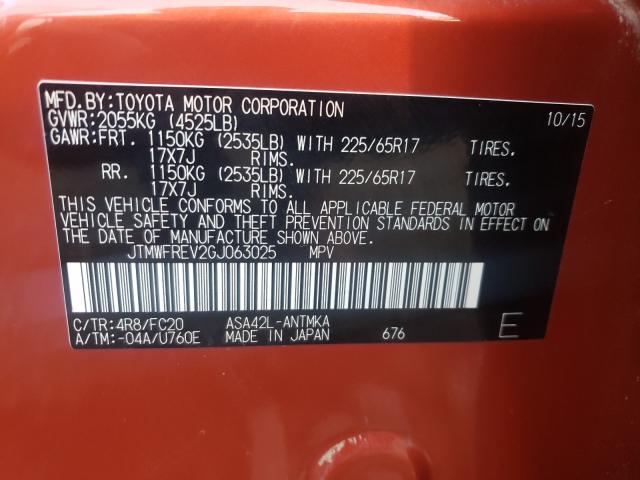 MFD.BY:TOYOTA MOTOR CORPORATION 10/15
GVWR:2055KG (4525LB)
GAWR:FRT. 1150KG (2535LB) WITH 225/65R17 TIRES.
17X7J RIMS.
RR. 1150KG (2535LB) WITH 225/65R17 TIRES.
17X7J RIMS.
THIS VEHICLE CONFORMS TO ALL APPLICABLE FEDERAL MOTOR
VEHICLE SAFETY AND THEFT PREVENTION STANDARDS IN EFFECT ON
THE DATE OF MANUFACTURE SHOWN ABOVE.
JTMWFREV2GJ063025 MPV
C/TR:4R8/FC20 ASA42L-ANTMKA
A/TM:-04A/U760E MADE IN JAPAN 676 E